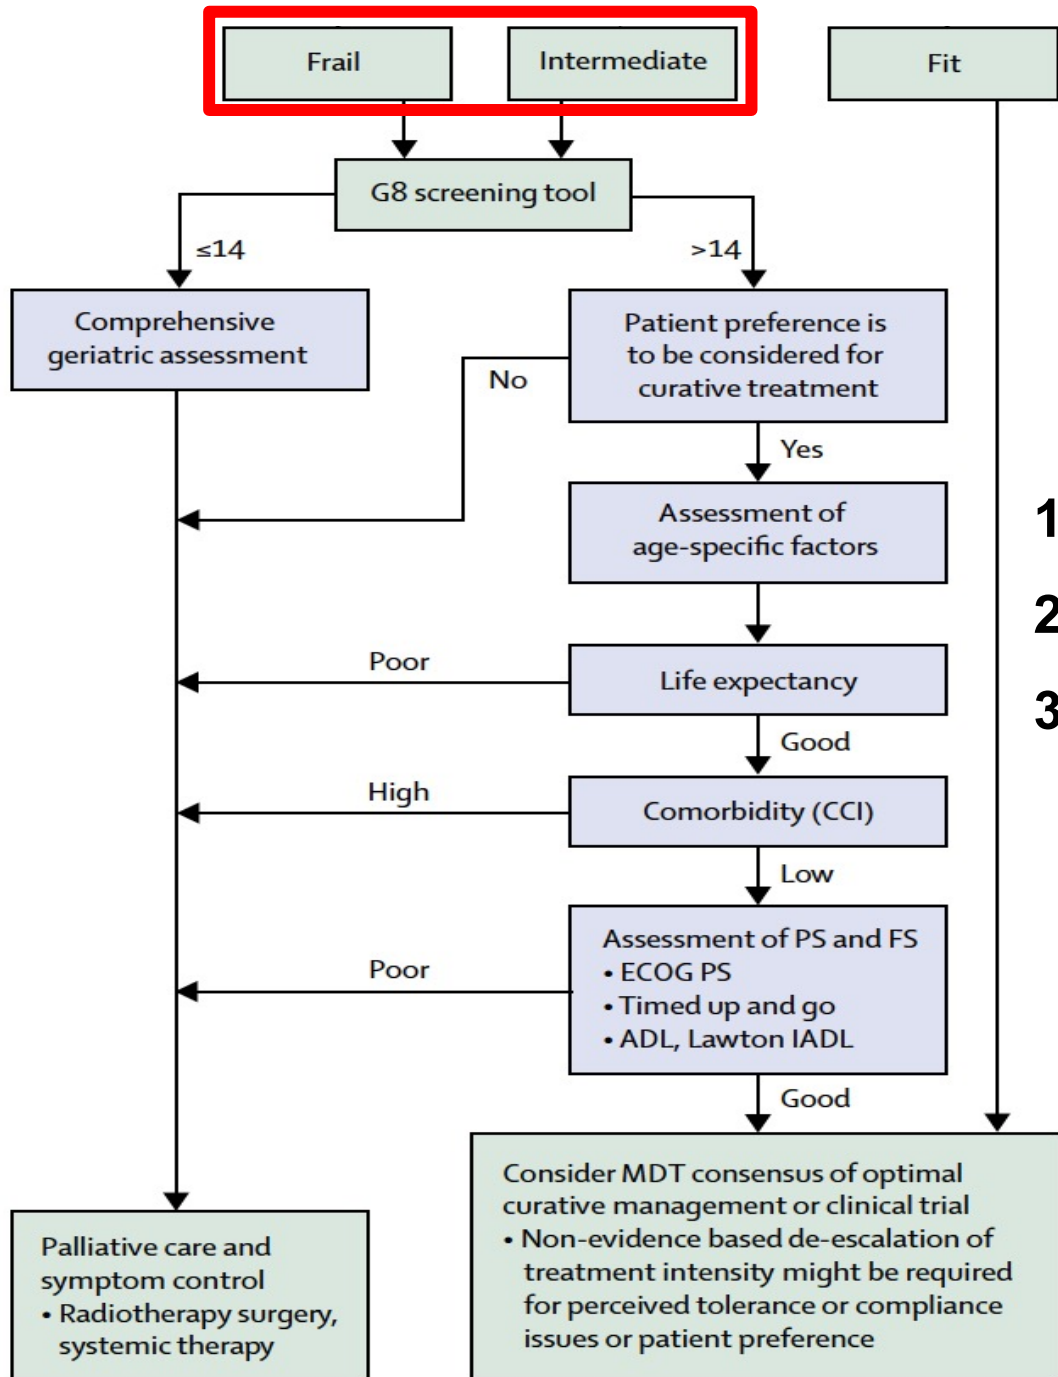 Frail
Intermediate
Fit
G8 screening tool
≤14
>14
Comprehensive
geriatric assessment
Patient preference is
to be considered for
curative treatment
No
Yes
Assessment of
age-specific factors
1
2
3
Poor
Life expectancy
Good
High
Comorbidity (CCI)
Low
Assessment of PS and FS
• ECOG PS
• Timed up and go
• ADL, Lawton IADL
Poor
Good
Palliative care and
symptom control
• Radiotherapy surgery,
systemic therapy
Consider MDT consensus of optimal
curative management or clinical trial
• Non-evidence based de-escalation of
treatment intensity might be required
for perceived tolerance or compliance
issues or patient preference